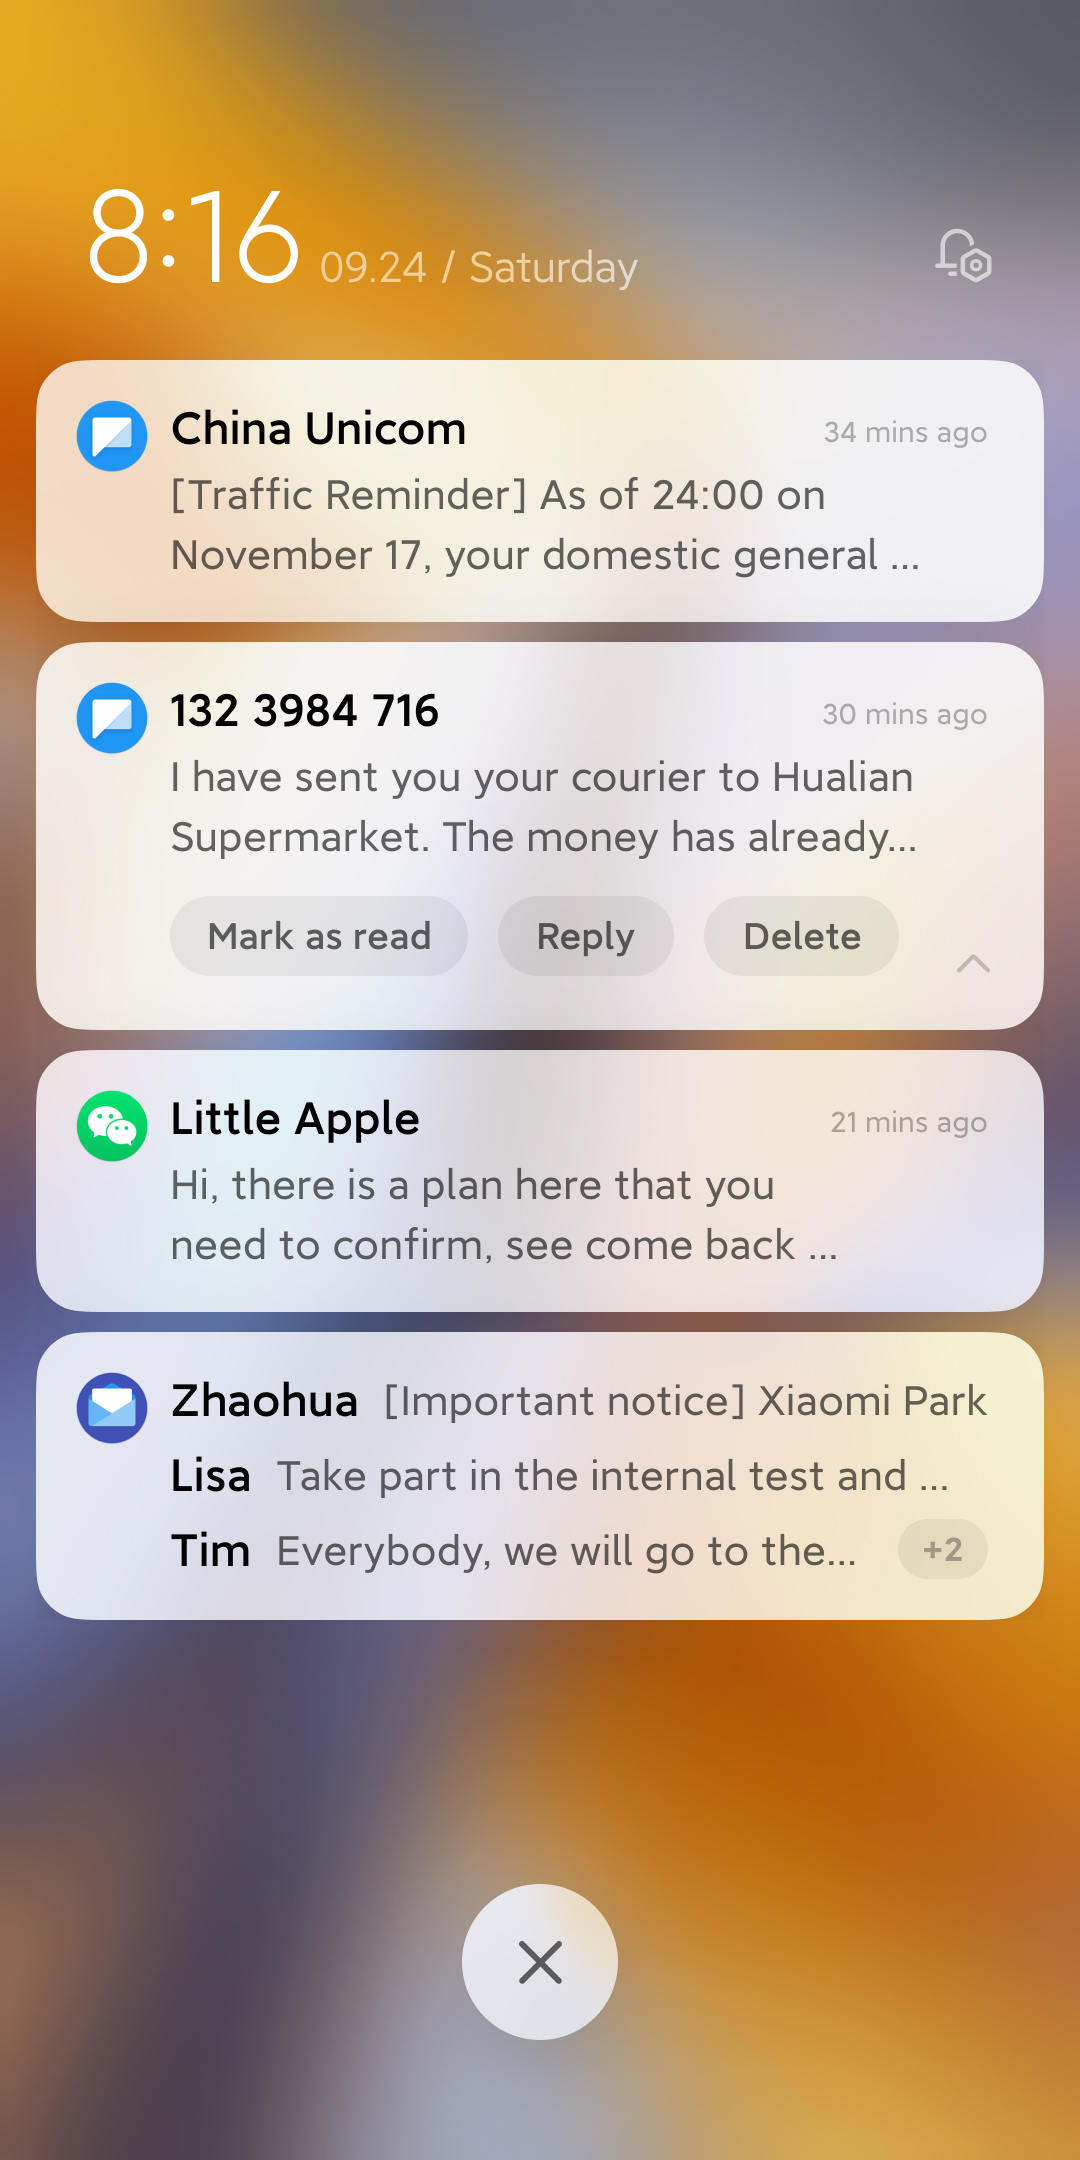 8:16 09.24 / Saturday
China Unicom 34 mins ago
[Traffic Reminder] As of 24:00 on
November 17, your domestic general ...
132 3984 716 30 mins ago
I have sent you your courier to Hualian
Supermarket. The money has already...
Mark as read Reply Delete
Little Apple 21 mins ago
Hi, there is a plan here that you
need to confirm, see come back ...
Zhaohua [Important notice] Xiaomi Park
Lisa Take part in the internal test and ...
Tim Everybody, we will go to the... +2